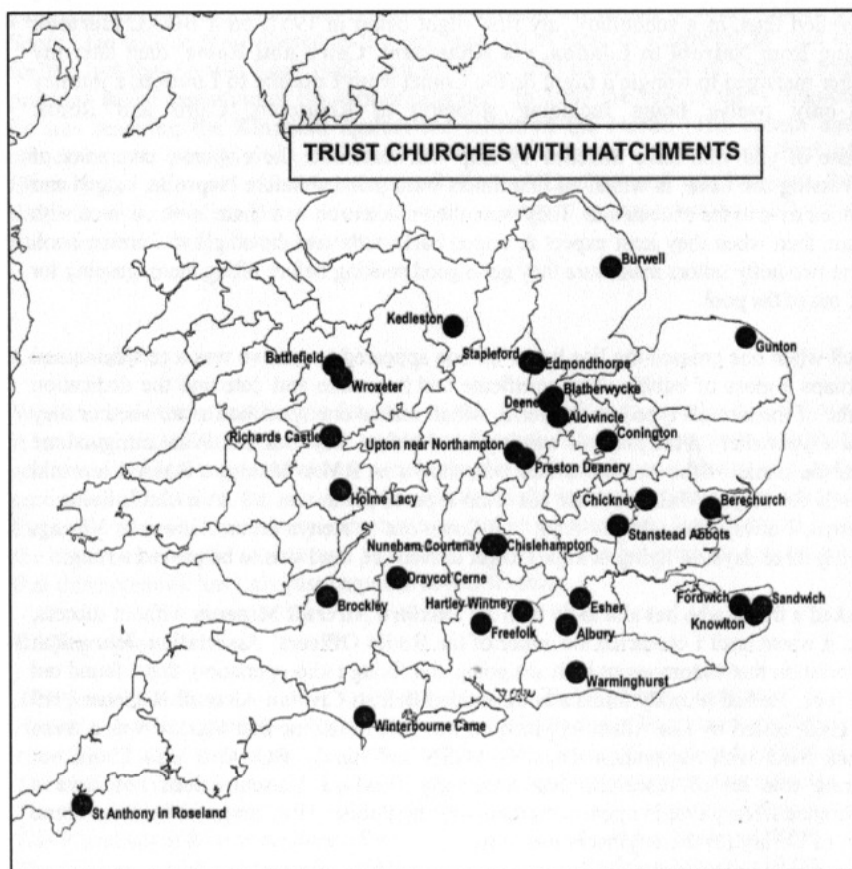 TRUST CHURCHES WITH HATCHMENTS
Burwell
Kedleston
Gunton
Stapleford
Edmondthorpe
Battlefield
Wroxeter
Blatherwycke
Deene
Aldwincle
Richards Castle
Conington
Upton near Northampton
Preston Deanery
Holme Lacy
Chickney
Berechurch
Stanstead Abbots
Nuneham Courtenay
Chislehampton
Draycot Cerne
Brockley
Hartley Wintney
Esher
Fordwich
Sandwich
Knowlton
Freefolk
Albury
Warminghurst
Winterbourne Came
St Anthony in Roseland